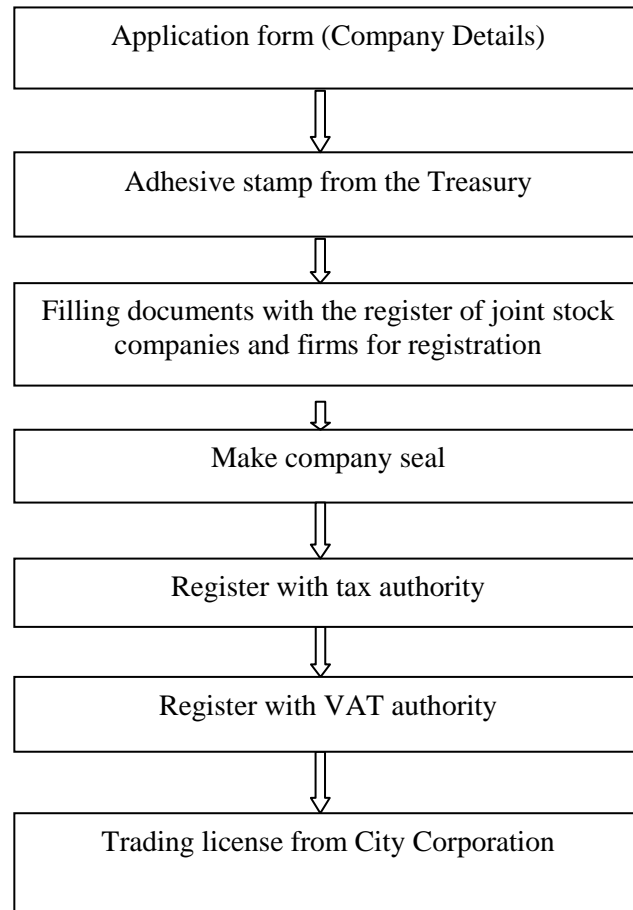 Application form (Company Details)
Adhesive stamp from the Treasury
Filling documents with the register of joint stock
companies and firms for registration
Make company seal
Register with tax authority
Register with VAT authority
Trading license from City Corporation